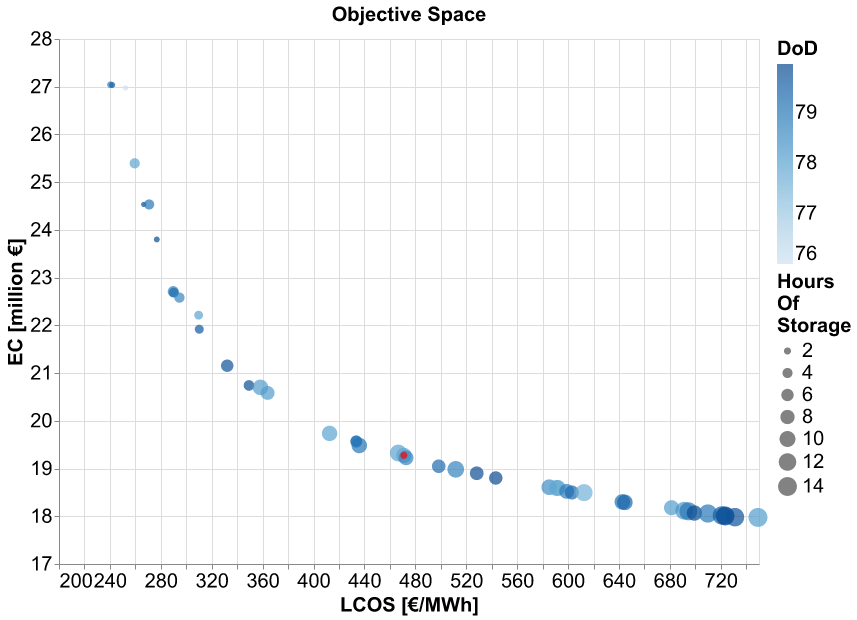 Objective Space
28
27
26
25
24
23
22
21
20
19
18
17
EC [million €]
200 240 280 320 360 400 440 480 520 560 600 640 680 720
LCOS [€/MWh]
DoD
79
78
77
76
Hours
Of
Storage
2
4
6
8
10
12
14